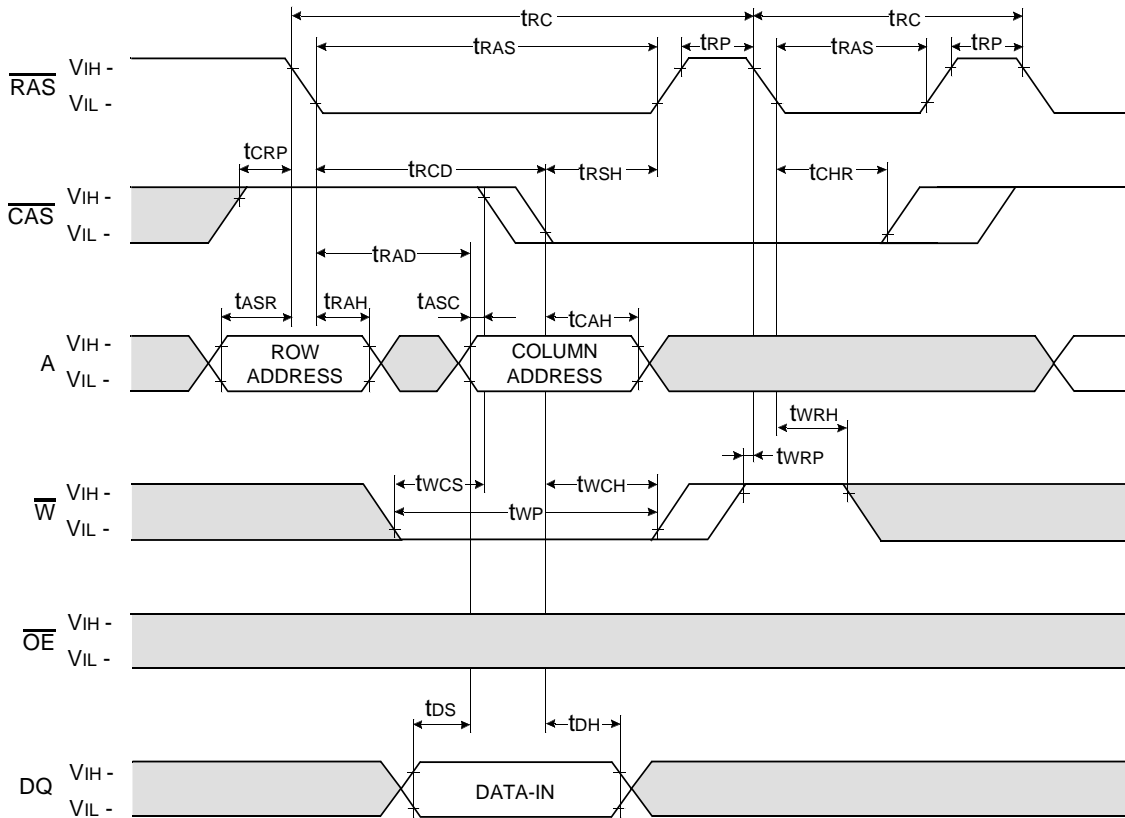 tRC tRC
tRAS tRP tRAS tRP
RAS VIH -
VIL -
tCRP tRCD tRSH tCHR
CAS VIH -
VIL -
tRAD
tASR tRAH tASC tCAH
A VIH -
VIL -
ROW ADDRESS
COLUMN ADDRESS
tWRH
tWRP
tWCS tWCH
tWP
W VIH -
VIL -
OE VIH -
VIL -
tDS tDH
DQ VIH -
VIL -
DATA-IN